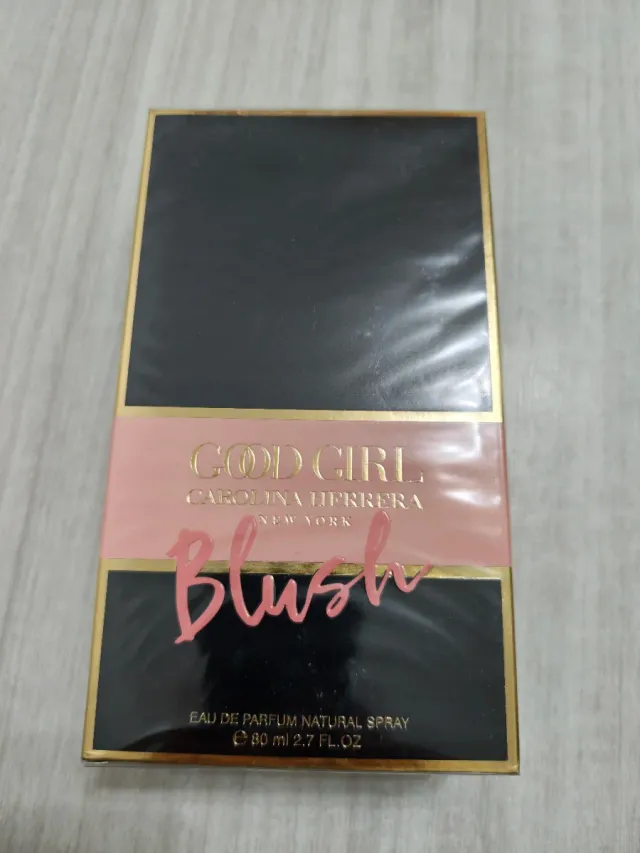 GOOD GIRL
CAROLINA HERRERA
NEW YORK
Blush
EAU DE PARFUM NATURAL SPRAY
℮ 80 ml 2.7 FL.OZ